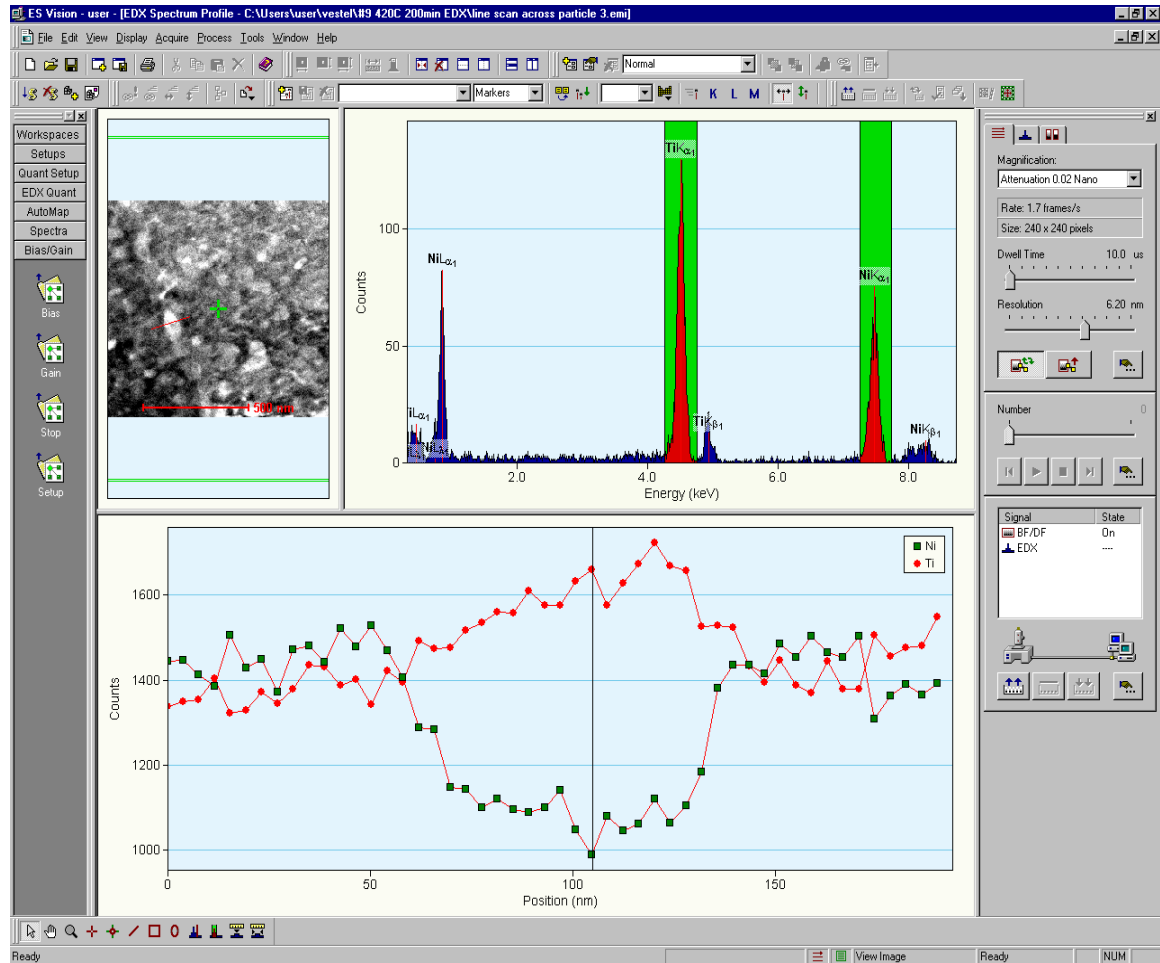 ES Vision - user - [EDX Spectrum Profile - C:\Users\user\vestel\#9 420C 200min EDX\line scan across particle 3.emi]
File Edit View Display Acquire Process Tools Window Help
Normal
Markers
K L M
Workspaces
Setups
Quant Setup
EDX Quant
AutoMap
Spectra
Bias/Gain
Bias
Gain
Stop
Setup
500 nm
Counts
100
50
0
NiLα1
TiKα1
NiKα1
TiLα1
TiKβ1
NiKβ1
2.0 4.0 6.0 8.0
Energy (keV)
Ni
Ti
Counts
1600
1400
1200
1000
0 50 100 150
Position (nm)
Magnification:
Attenuation 0.02 Nano
Rate: 1.7 frames/s
Size: 240 x 240 pixels
Dwell Time 10.0 us
Resolution 6.20 nm
Number 0
Signal State
BF/DF On
EDX ----
Ready View Image Ready NUM